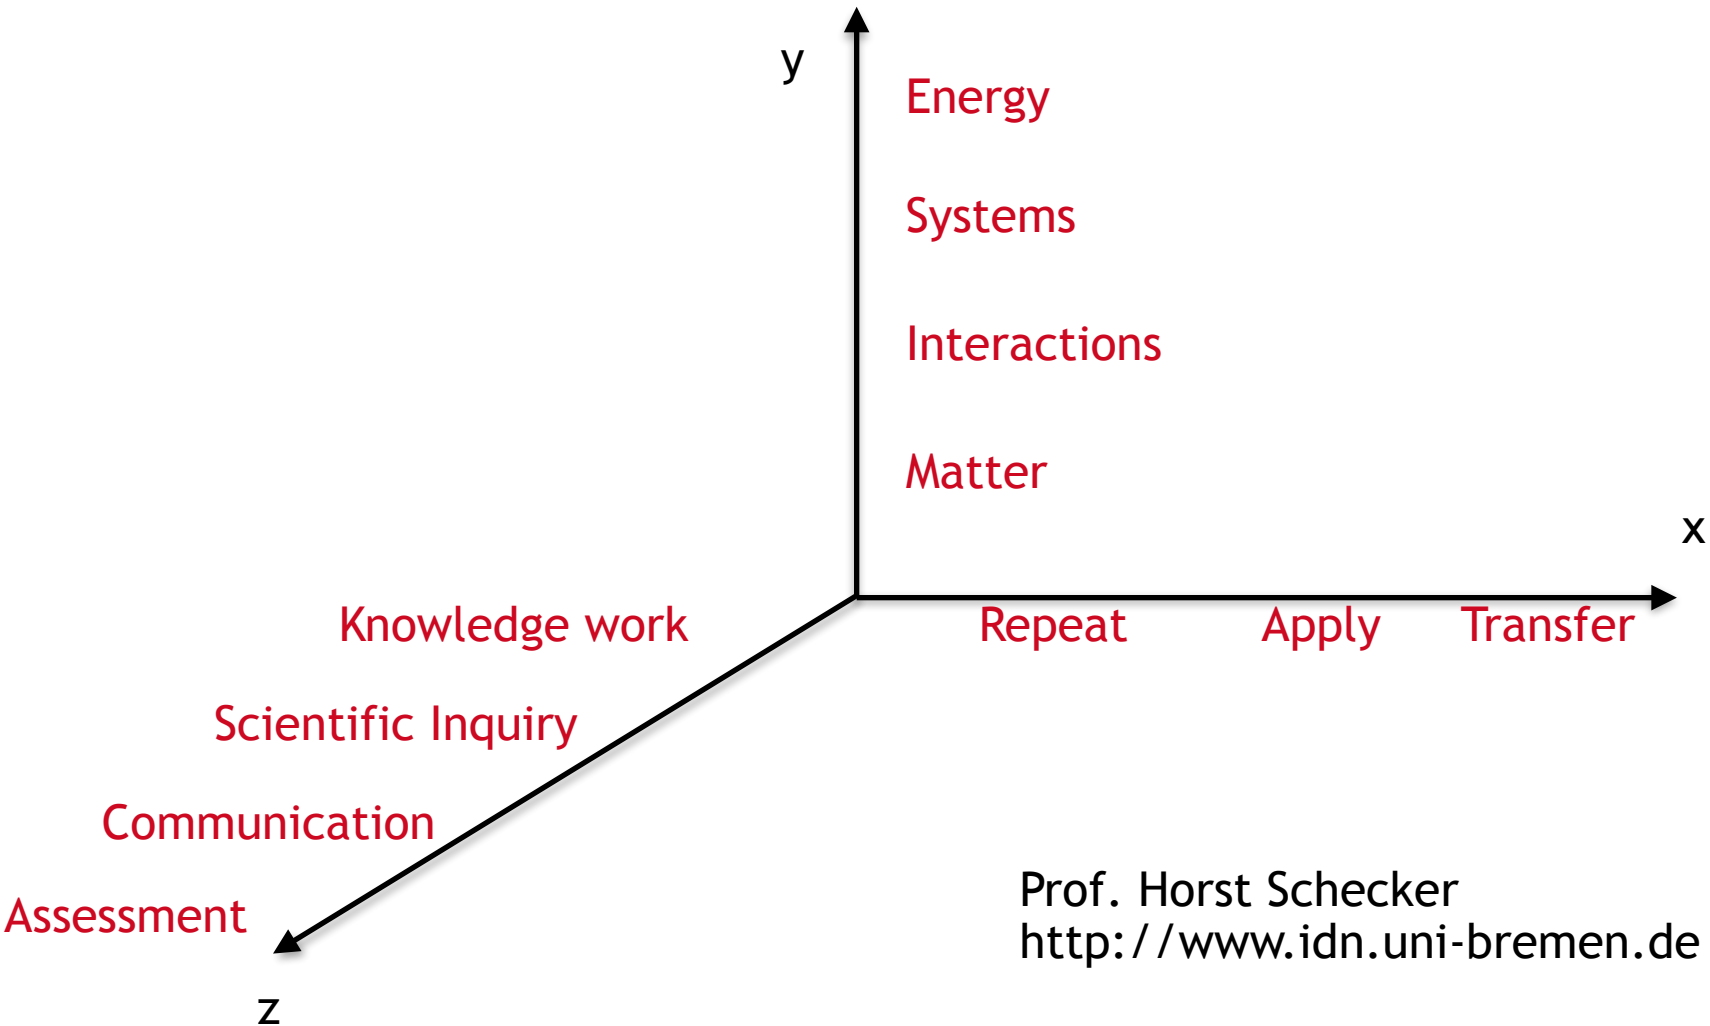 y
Energy
Systems
Interactions
Matter
x
Knowledge work
Repeat Apply Transfer
Scientific Inquiry
Communication
Assessment
z
Prof. Horst Schecker
http://www.idn.uni-bremen.de